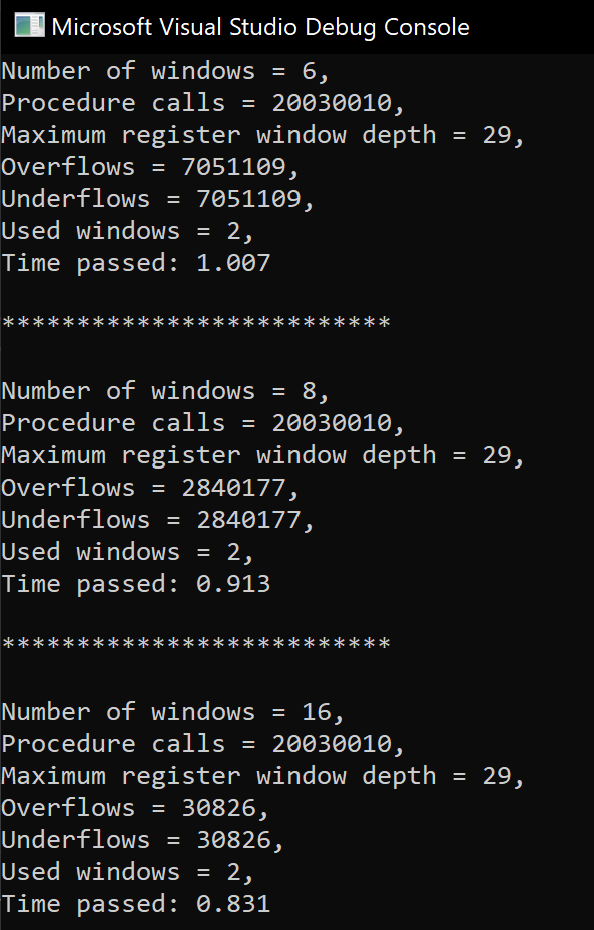 Microsoft Visual Studio Debug Console
Number of windows = 6,
Procedure calls = 20030010,
Maximum register window depth = 29,
Overflows = 7051109,
Underflows = 7051109,
Used windows = 2,
Time passed: 1.007
**************************
Number of windows = 8,
Procedure calls = 20030010,
Maximum register window depth = 29,
Overflows = 2840177,
Underflows = 2840177,
Used windows = 2,
Time passed: 0.913
**************************
Number of windows = 16,
Procedure calls = 20030010,
Maximum register window depth = 29,
Overflows = 30826,
Underflows = 30826,
Used windows = 2,
Time passed: 0.831